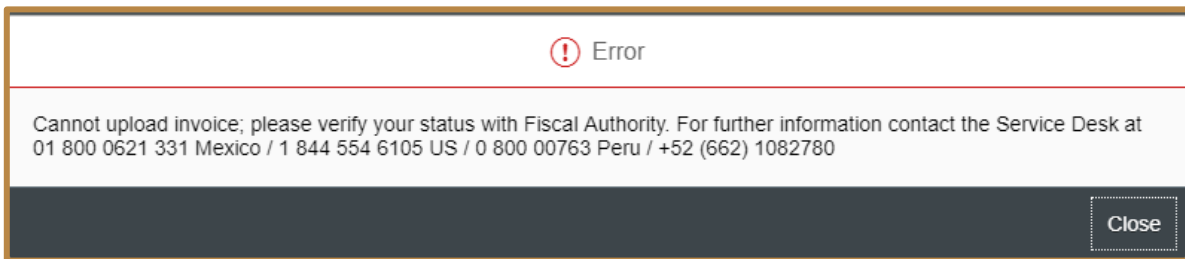 Error
Cannot upload invoice; please verify your status with Fiscal Authority. For further information contact the Service Desk at
01 800 0621 331 Mexico / 1 844 554 6105 US / 0 800 00763 Peru / +52 (662) 1082780
Close